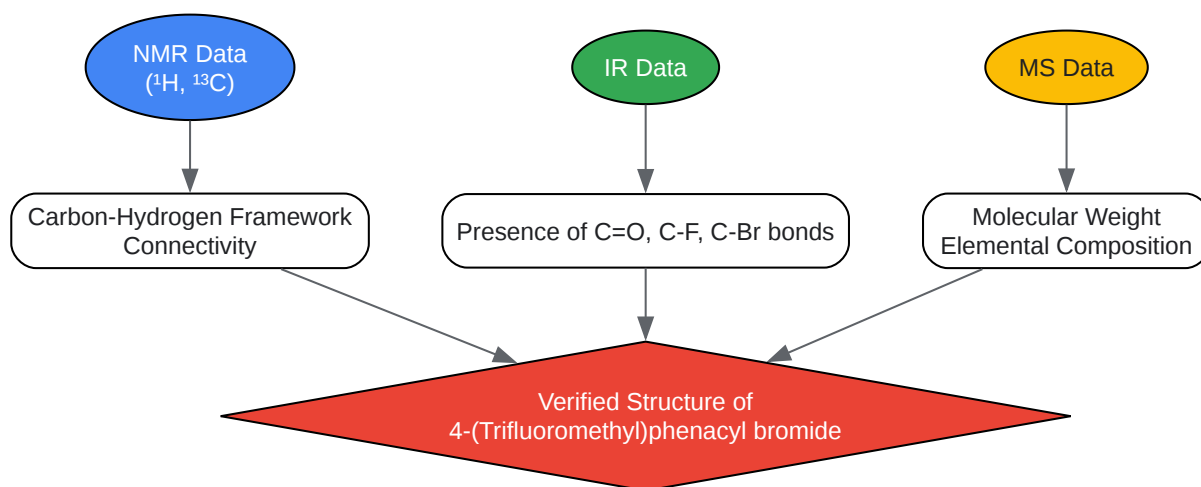 NMR Data
(¹H, ¹³C)
IR Data
MS Data
Carbon-Hydrogen Framework
Connectivity
Presence of C=O, C-F, C-Br bonds
Molecular Weight
Elemental Composition
Verified Structure of
4-(Trifluoromethyl)phenacyl bromide